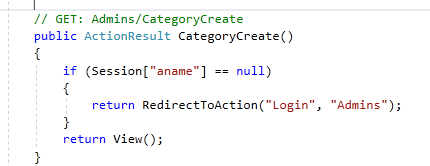 // GET: Admins/CategoryCreate
public ActionResult CategoryCreate()
{
if (Session["aname"] == null)
{
return RedirectToAction("Login", "Admins");
}
return View();
}